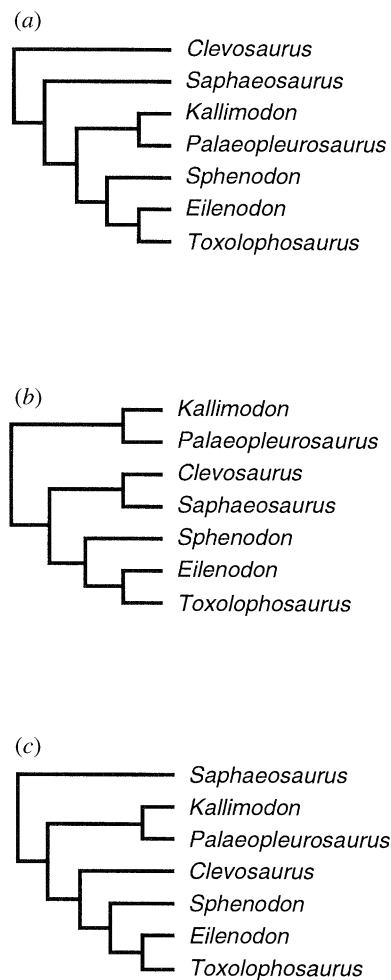 (a)
Clevosaurus
Saphaeosaurus
Kallimodon
Palaeopleurosaurus
Sphenodon
Eilenodon
Toxolophosaurus
(b)
Kallimodon
Palaeopleurosaurus
Clevosaurus
Saphaeosaurus
Sphenodon
Eilenodon
Toxolophosaurus
(c)
Saphaeosaurus
Kallimodon
Palaeopleurosaurus
Clevosaurus
Sphenodon
Eilenodon
Toxolophosaurus